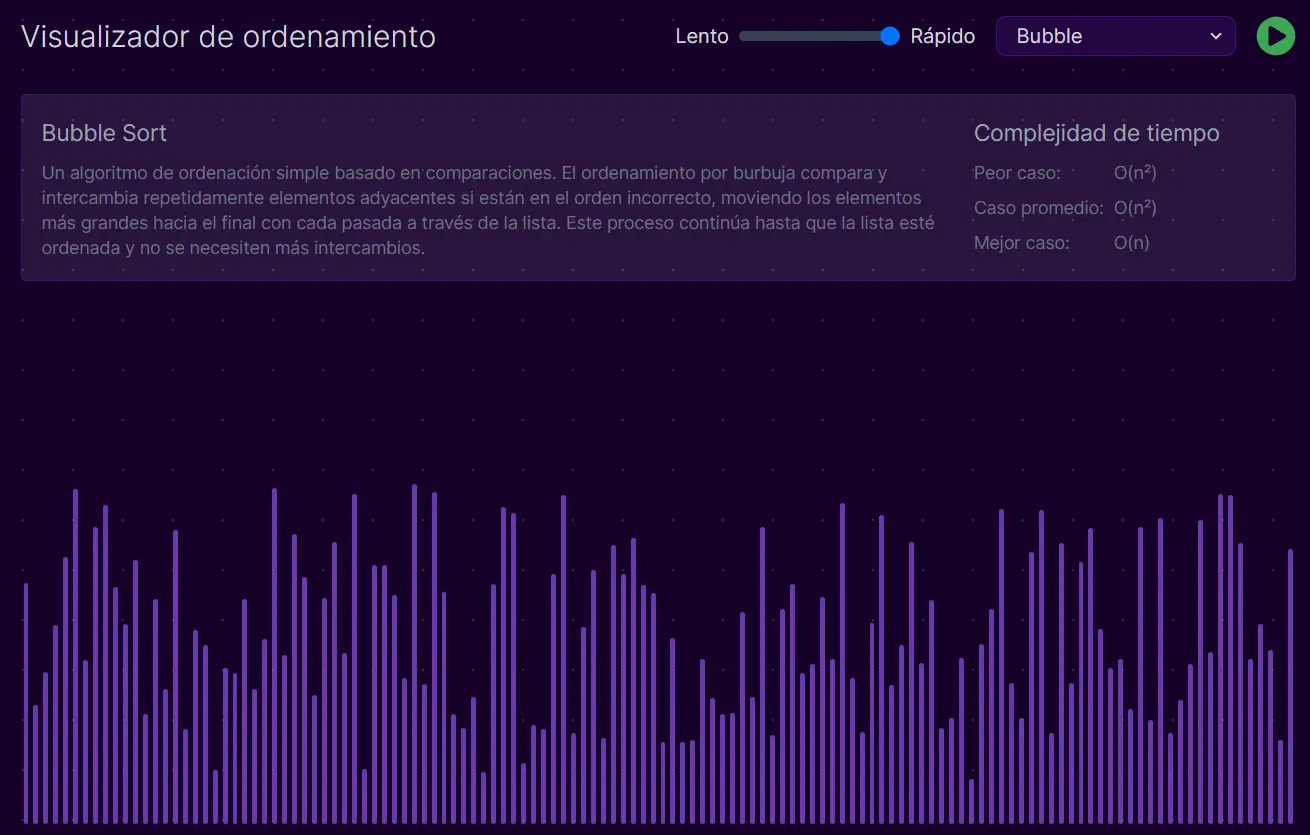 Visualizador de ordenamiento
Lento
Rápido
Bubble
Bubble Sort
Un algoritmo de ordenación simple basado en comparaciones. El ordenamiento por burbuja compara y
intercambia repetidamente elementos adyacentes si están en el orden incorrecto, moviendo los elementos
más grandes hacia el final con cada pasada a través de la lista. Este proceso continúa hasta que la lista esté
ordenada y no se necesiten más intercambios.
Complejidad de tiempo
Peor caso: O(n²)
Caso promedio: O(n²)
Mejor caso: O(n)